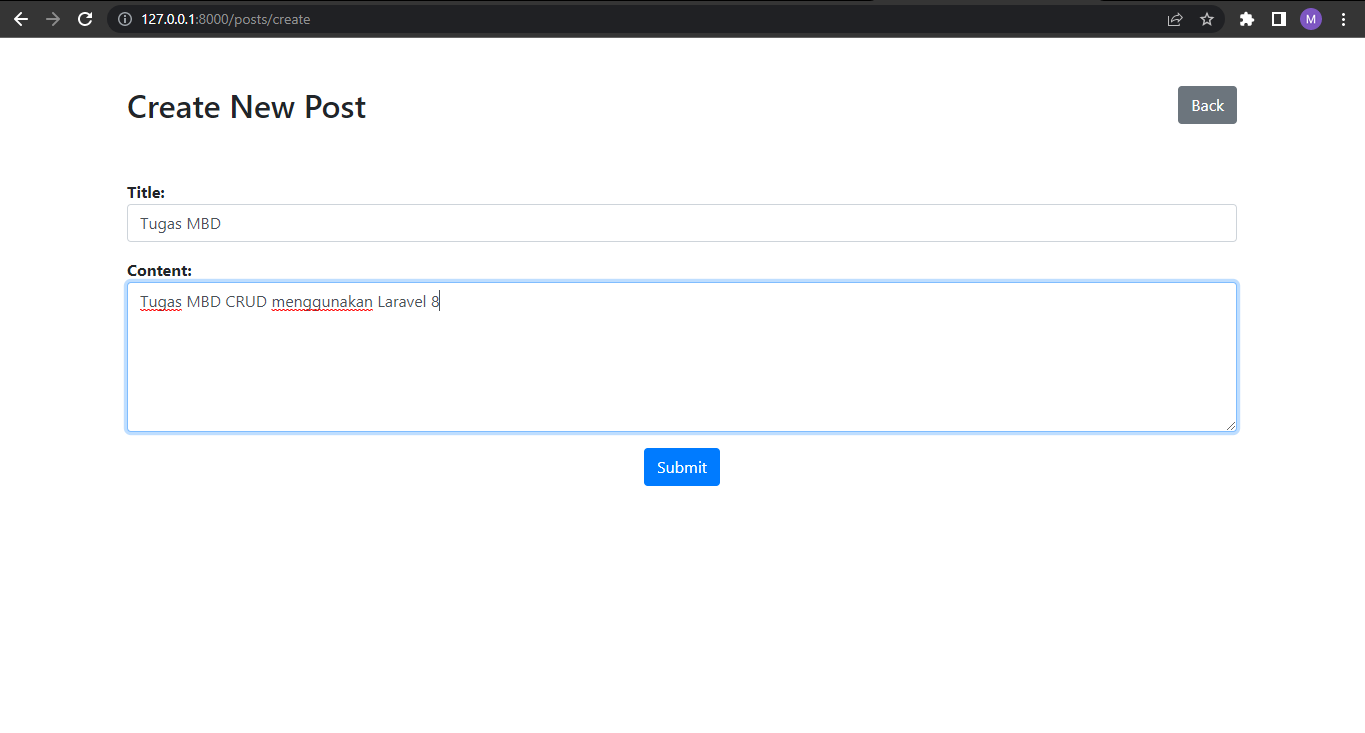 127.0.0.1:8000/posts/create
M
Create New Post
Back
Title:
Tugas MBD
Content:
Tugas MBD CRUD menggunakan Laravel 8
Submit